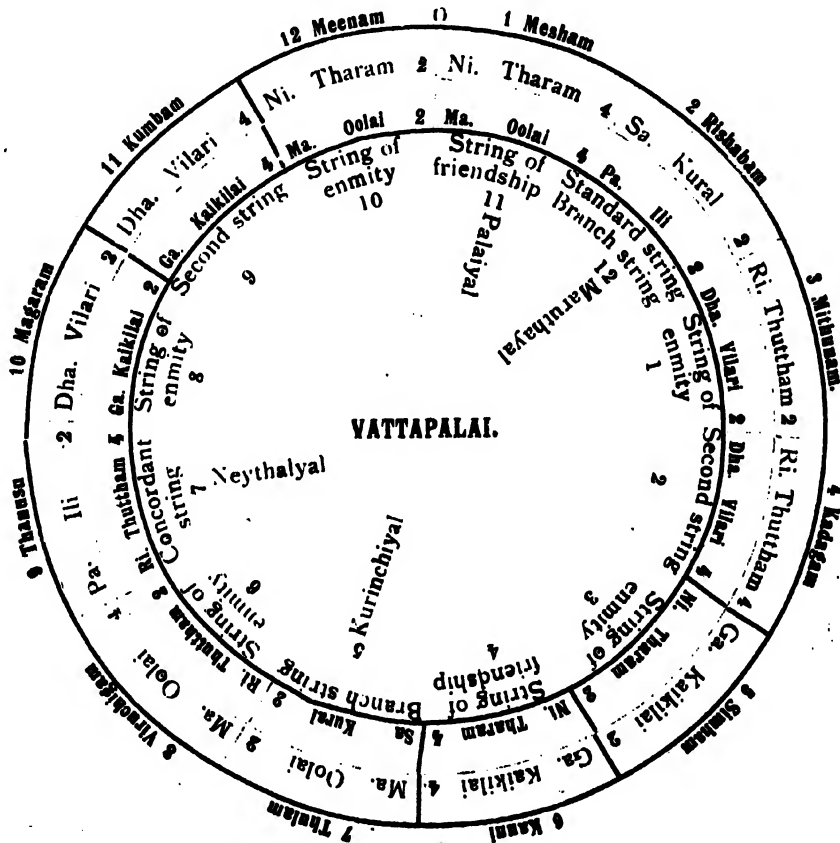 12 Meenam
0
1 Mesham
2 Rishabam
3 Mithunam.
4 Kadagam
5 Simham
6 Kanni
7 Thulam
8 Viruchigam
9 Thanusu
10 Magaram
11 Kumbam
Ni. Tharam 2
Ni. Tharam 4
Sa. Kural 2
Ri. Thuttham 2
Ri. Thuttham 4
Ga. Kaikilai 2
Ga. Kaikilai 4
Ma. Oolai 2
Ma. Oolai 4
Pa. Ili 2
Dha. Vilari 2
Dha. Vilari 4
Ma. Oolai 2
Ma. Oolai 4
Pa. Ili 2
Dha. Vilari 2
Dha. Vilari 4
Ni. Tharam 2
Ni. Tharam 4
Sa Kural 2
Ri. Thuttham 2
Ri. Thuttham 4
Ga. Kaikilai 2
Ga. Kaikilai 4
String of
friendship
11
Palaiyal
Standard string
Branch string
12
Maruthayal
String of
enmity
1
Second string
2
String of
enmity
3
String of
friendship
4
Branch string
5
Kurinchiyal
String of
enmity.
6
Concordant
string
7
Neythalyal
String of
enmity
8
Second string
9
String of
enmity
10
VATTAPALAI.